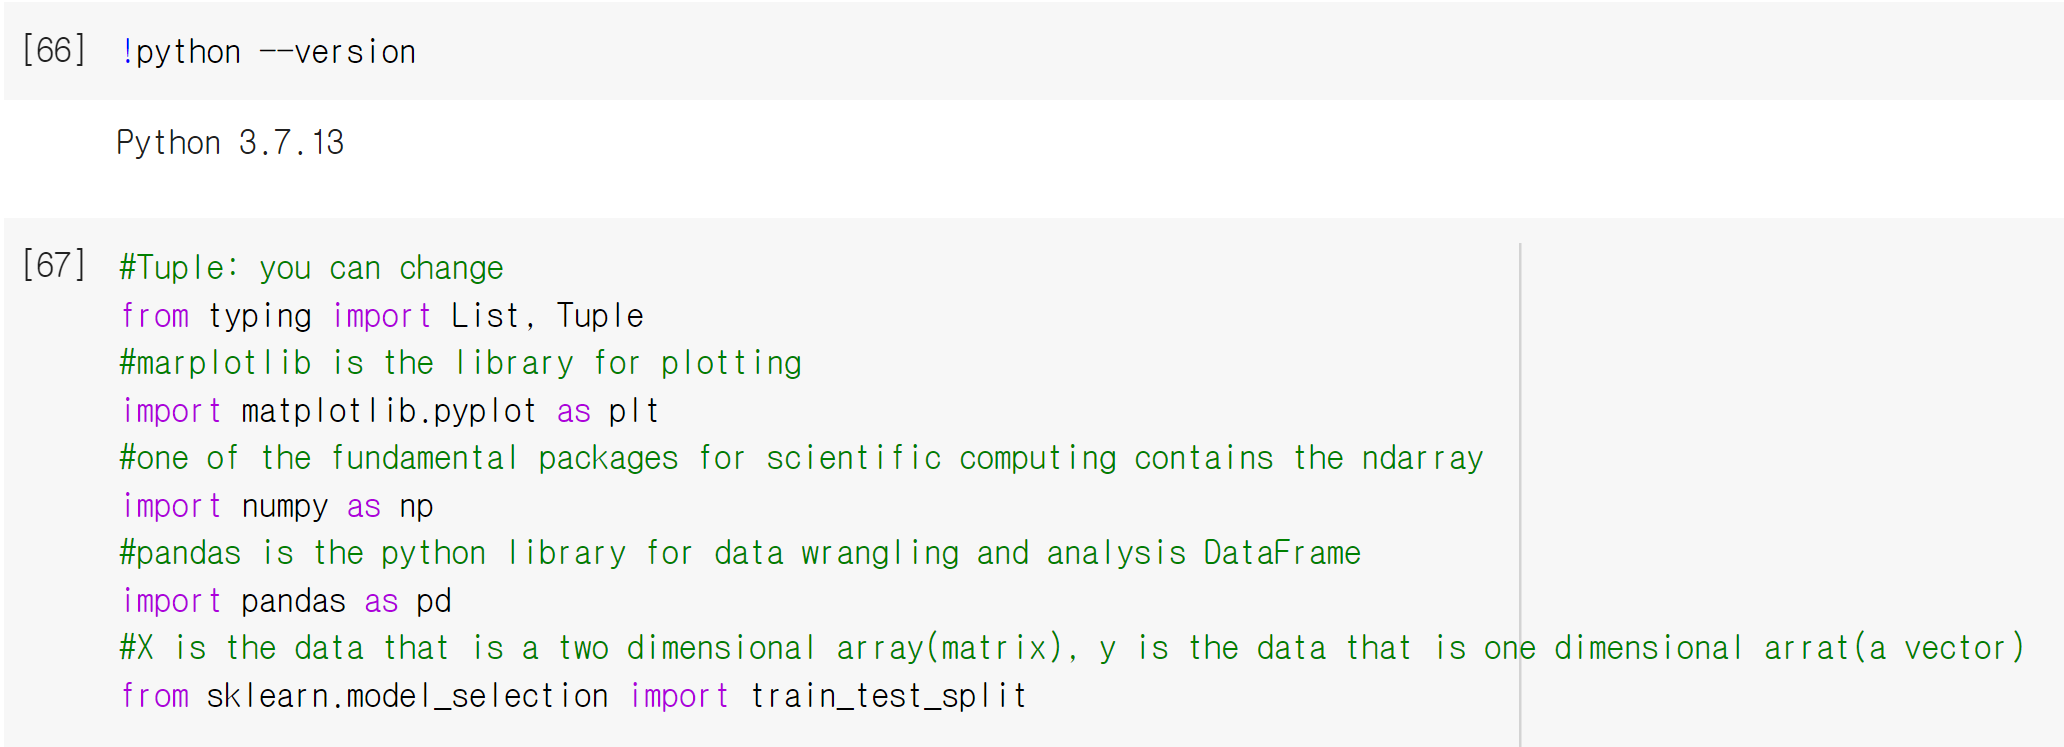 [66] !python --version
Python 3.7.13
[67] #Tuple: you can change
from typing import List, Tuple
#marplotlib is the library for plotting
import matplotlib.pyplot as plt
#one of the fundamental packages for scientific computing contains the ndarray
import numpy as np
#pandas is the python library for data wrangling and analysis DataFrame
import pandas as pd
#X is the data that is a two dimensional array(matrix), y is the data that is one dimensional arrat(a vector)
from sklearn.model_selection import train_test_split